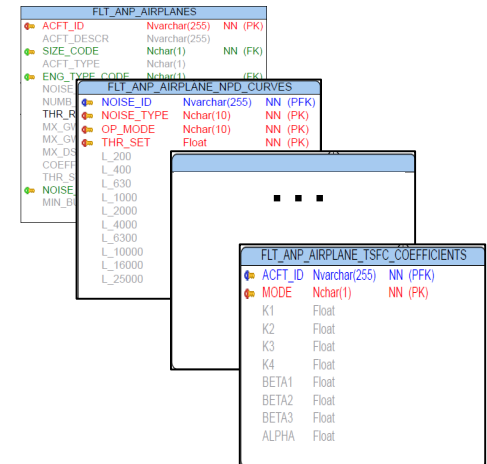 FLT_ANP_AIRPLANES
ACFT_ID Nvarchar(255) NN (PK)
ACFT_DESCR Nvarchar(255)
SIZE_CODE Nchar(1) NN (FK)
ACFT_TYPE Nchar(1)
ENG_TYPE_CODE Nchar(1) (FK)
NOISE
NUMB
THR_R
MX_GW
MX_GW
MX_DS
COEFF
THR_S
NOISE
MIN_BU
FLT_ANP_AIRPLANE_NPD_CURVES
NOISE_ID Nvarchar(255) NN (PFK)
NOISE_TYPE Nchar(10) NN (PK)
OP_MODE Nchar(10) NN (PK)
THR_SET Float NN (PK)
L_200
L_400
L_630
L_1000
L_2000
L_4000
L_6300
L_10000
L_16000
L_25000
...
FLT_ANP_AIRPLANE_TSFC_COEFFICIENTS
ACFT_ID Nvarchar(255) NN (PFK)
MODE Nchar(1) NN (PK)
K1 Float
K2 Float
K3 Float
K4 Float
BETA1 Float
BETA2 Float
BETA3 Float
ALPHA Float